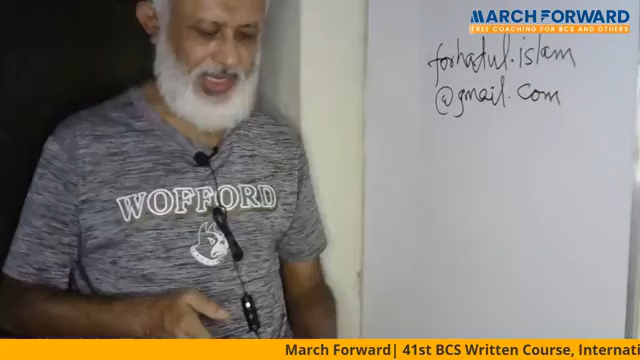 MARCH FORWARD
FREE COACHING FOR BCS AND OTHERS
forhadul.islam
@gmail.com
WOFFORD
March Forward| 41st BCS Written Course, Internati